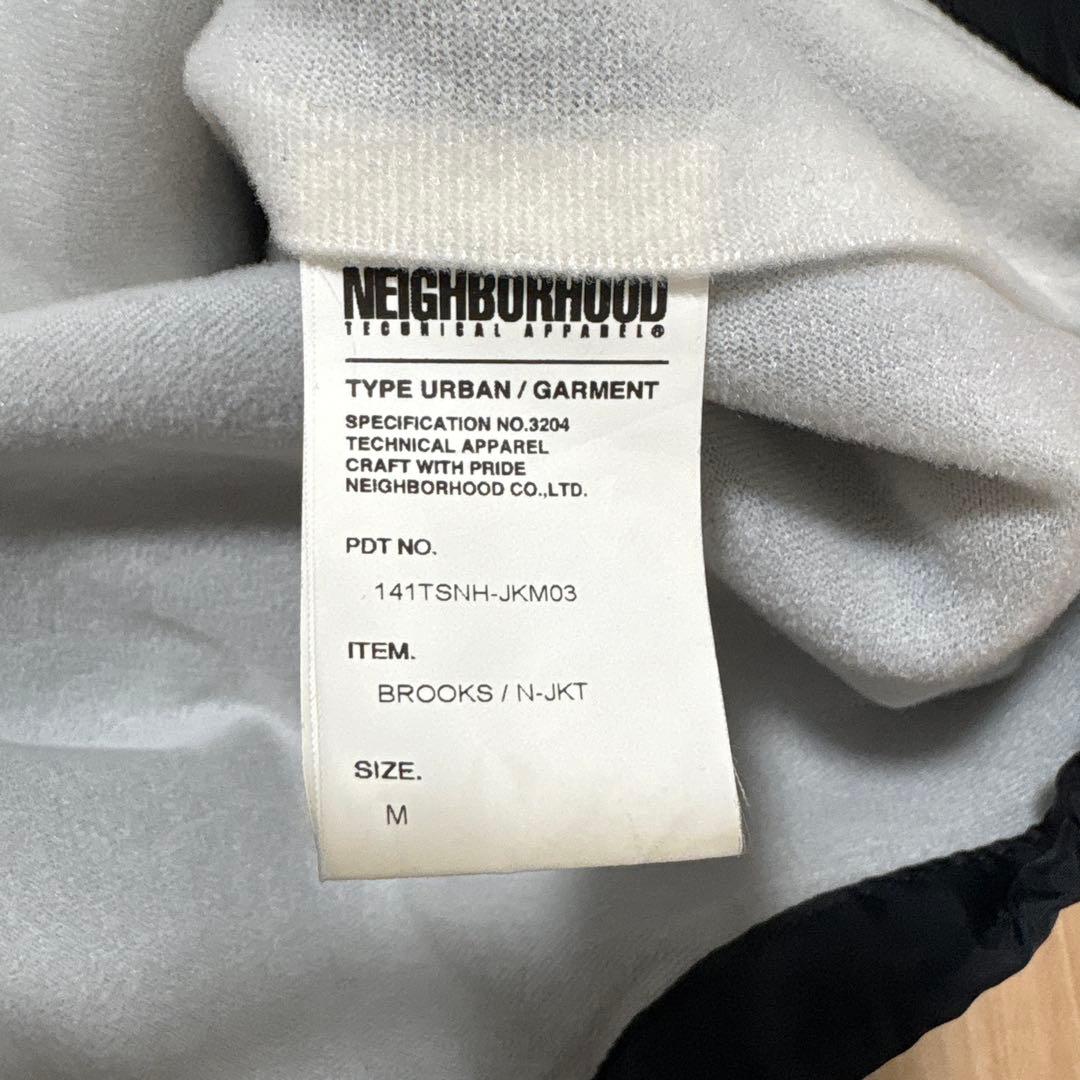 NEIGHBORHOOD
TECHNICAL APPAREL®
TYPE URBAN / GARMENT
SPECIFICATION NO.3204
TECHNICAL APPAREL
CRAFT WITH PRIDE
NEIGHBORHOOD CO.,LTD.
PDT NO.
141TSNH-JKM03
ITEM.
BROOKS / N-JKT
SIZE.
M